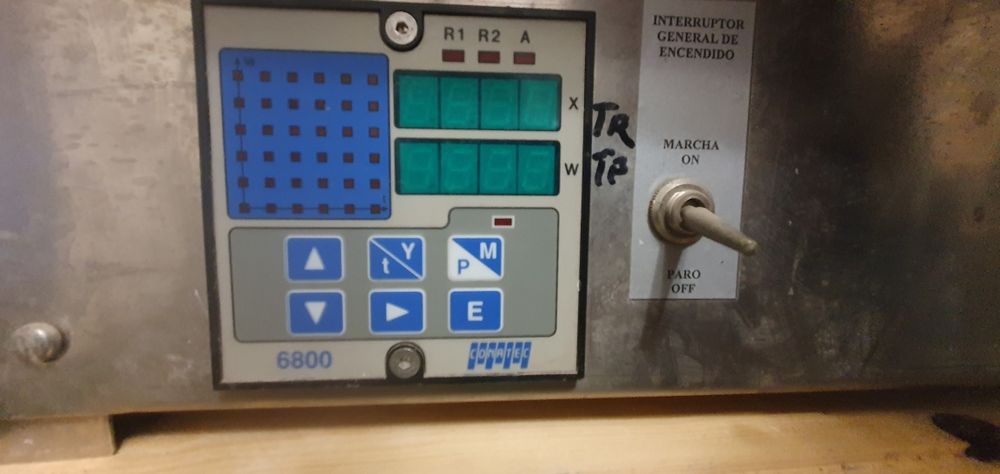 R1 R2 A
W
X
W
t
TR
TP
t Y
P M
E
6800
CONATEC
INTERRUPTOR
GENERAL DE
ENCENDIDO
MARCHA
ON
PARO
OFF